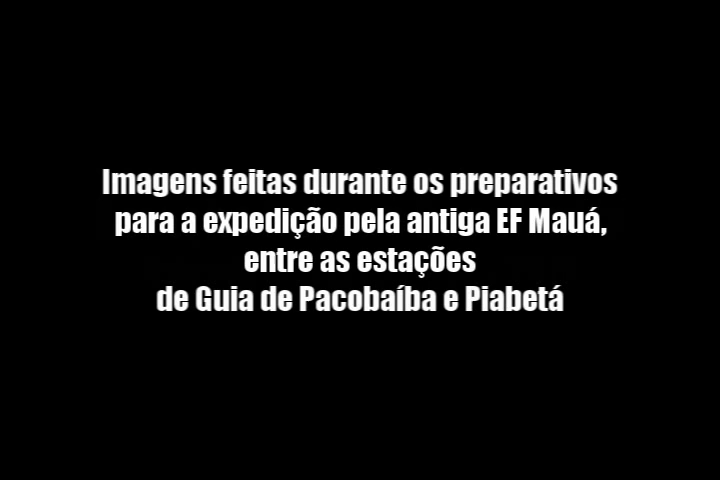 Imagens feitas durante os preparativos
para a expedição pela antiga EF Mauá,
entre as estações
de Guia de Pacobaíba e Piabetá